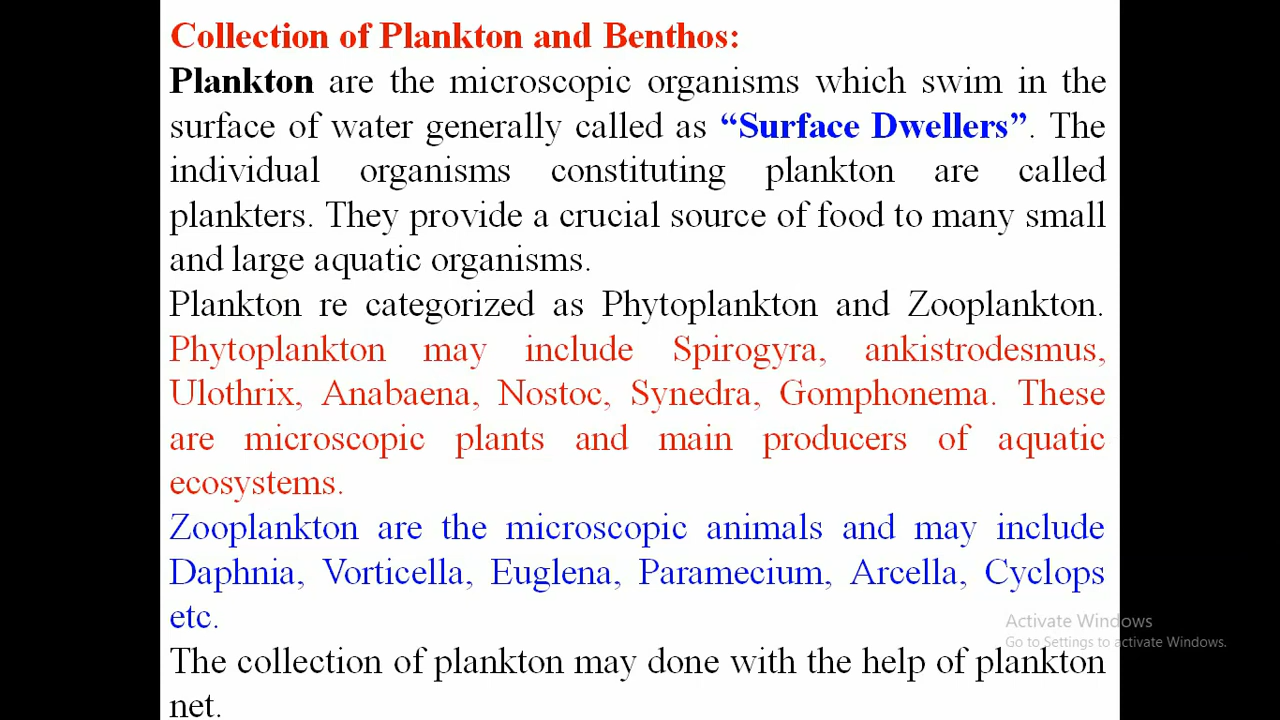 Collection of Plankton and Benthos:
Plankton are the microscopic organisms which swim in the
surface of water generally called as “Surface Dwellers”. The
individual organisms constituting plankton are called
plankters. They provide a crucial source of food to many small
and large aquatic organisms.
Plankton re categorized as Phytoplankton and Zooplankton.
Phytoplankton may include Spirogyra, ankistrodesmus,
Ulothrix, Anabaena, Nostoc, Synedra, Gomphonema. These
are microscopic plants and main producers of aquatic
ecosystems.
Zooplankton are the microscopic animals and may include
Daphnia, Vorticella, Euglena, Paramecium, Arcella, Cyclops
etc.
Activate Windows
Go to Settings to activate Windows.
The collection of plankton may done with the help of plankton
net.